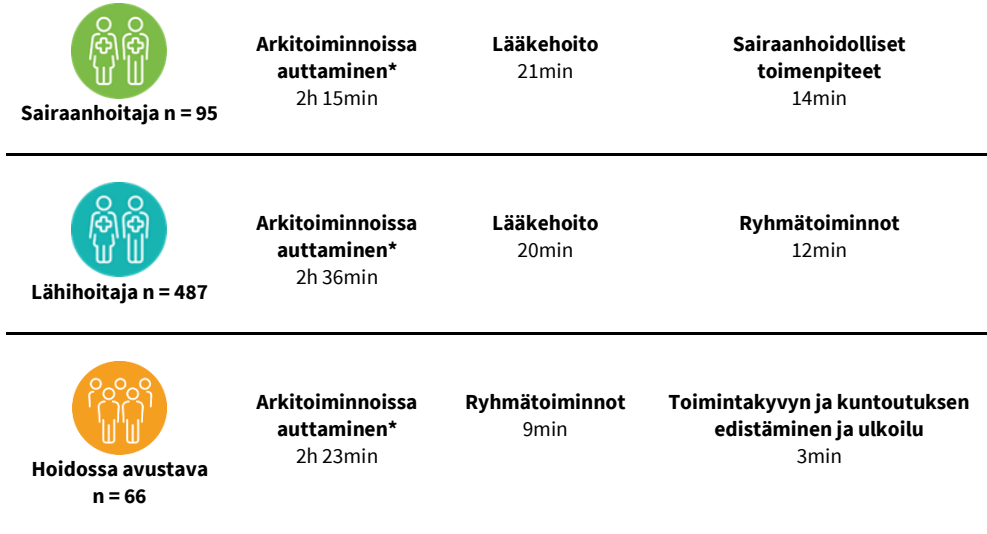 Arkitoiminnoissa
auttaminen*
2h 15min
Lääkehoito
21min
Sairaanhoidolliset
toimenpiteet
14min
Sairaanhoitaja n = 95
Arkitoiminnoissa
auttaminen*
2h 36min
Lääkehoito
20min
Ryhmätoiminnot
12min
Lähihoitaja n = 487
Arkitoiminnoissa
auttaminen*
2h 23min
Ryhmätoiminnot
9min
Toimintakyvyn ja kuntoutuksen
edistäminen ja ulkoilu
3min
Hoidossa avustava
n = 66